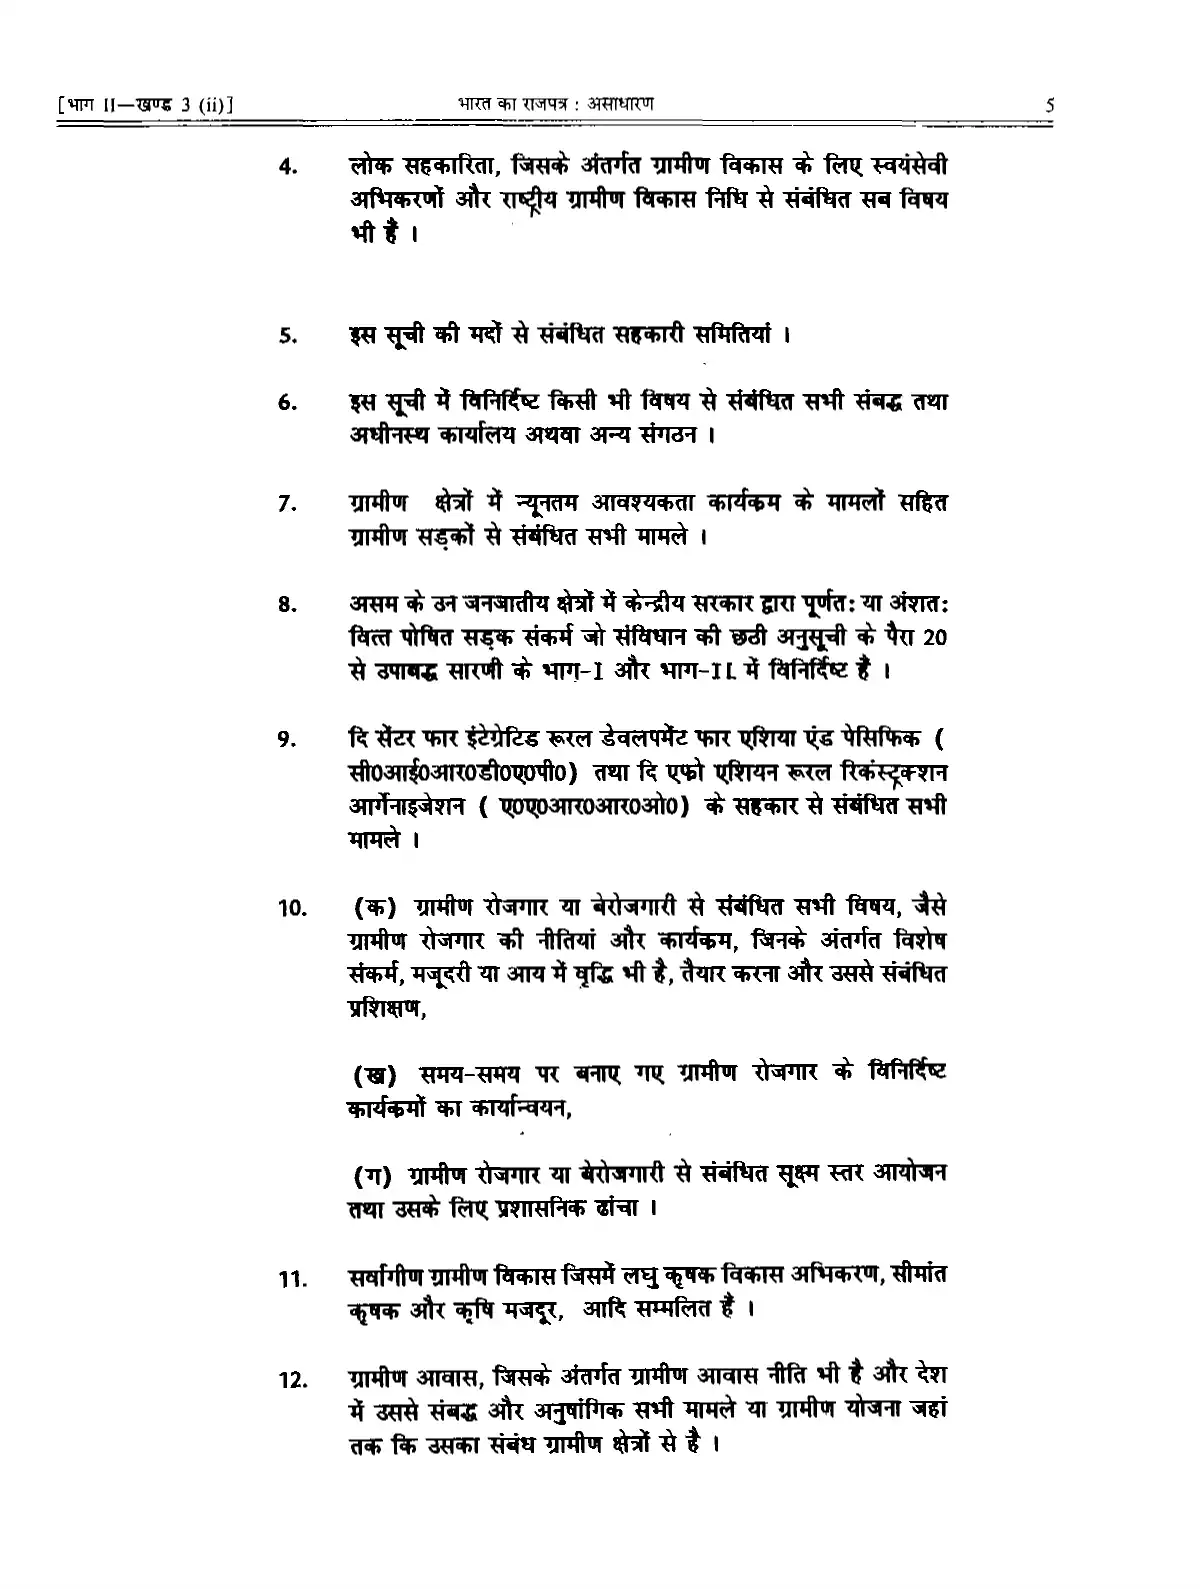 [भाग II—खण्ड 3 (ii)] भारत का राजपत्र : असाधारण 5
4. लोक सहकारिता, जिसके अंतर्गत ग्रामीण विकास के लिए स्वयंसेवी
अभिकरणों और राष्ट्रीय ग्रामीण विकास निधि से संबंधित सब विषय
भी हैं ।
5. इस सूची की मदों से संबंधित सहकारी समितियां ।
6. इस सूची में विनिर्दिष्ट किसी भी विषय से संबंधित सभी संबद्ध तथा
अधीनस्थ कार्यालय अथवा अन्य संगठन ।
7. ग्रामीण क्षेत्रों में न्यूनतम आवश्यकता कार्यकम के मामलों सहित
ग्रामीण सड़कों से संबंधित सभी मामले ।
8. असम के उन जनजातीय क्षेत्रों में केन्द्रीय सरकार द्वारा पूर्णत: या अंशत:
वित्त पोषित सड़क संकर्म जो संविधान की छठी अनुसूची के पैरा 20
से उपाबद्ध सारणी के भाग-I और भाग-II में विनिर्दिष्ट है ।
9. दि सेंटर फार इंटेग्रेटिड रूरल डेवलपमेंट फार एशिया एंड पेसिफिक (
सी0आई0आर0डी0ए0पी0) तथा दि एफ्रो एशियन रूरल रिकंस्ट्रक्शन
आर्गेनाइजेशन ( ए0ए0आर0आर0ओ0) के सहकार से संबंधित सभी
मामले ।
10. (क) ग्रामीण रोजगार या बेरोजगारी से संबंधित सभी विषय, जैसे
ग्रामीण रोजगार की नीतियां और कार्यकम, जिनके अंतर्गत विशेष
संकर्म, मजूदरी या आय में वृद्धि भी है, तैयार करना और उससे संबंधित
प्रशिक्षण,
(ख) समय-समय पर बनाए गए ग्रामीण रोजगार के विनिर्दिष्ट
कार्यकमों का कार्यान्वयन,
(ग) ग्रामीण रोजगार या बेरोजगारी से संबंधित सूक्ष्म स्तर आयोजन
तथा उसके लिए प्रशासनिक ढांचा ।
11. सर्वागीण ग्रामीण विकास जिसमें लघु कृषक विकास अभिकरण, सीमांत
कृषक और कृषि मजदूर, आदि सम्मलित हैं ।
12. ग्रामीण आवास, जिसके अंतर्गत ग्रामीण आवास नीति भी है और देश
में उससे संबद्ध और अनुषांगिक सभी मामले या ग्रामीण योजना जहां
तक कि उसका संबंध ग्रामीण क्षेत्रों से है ।